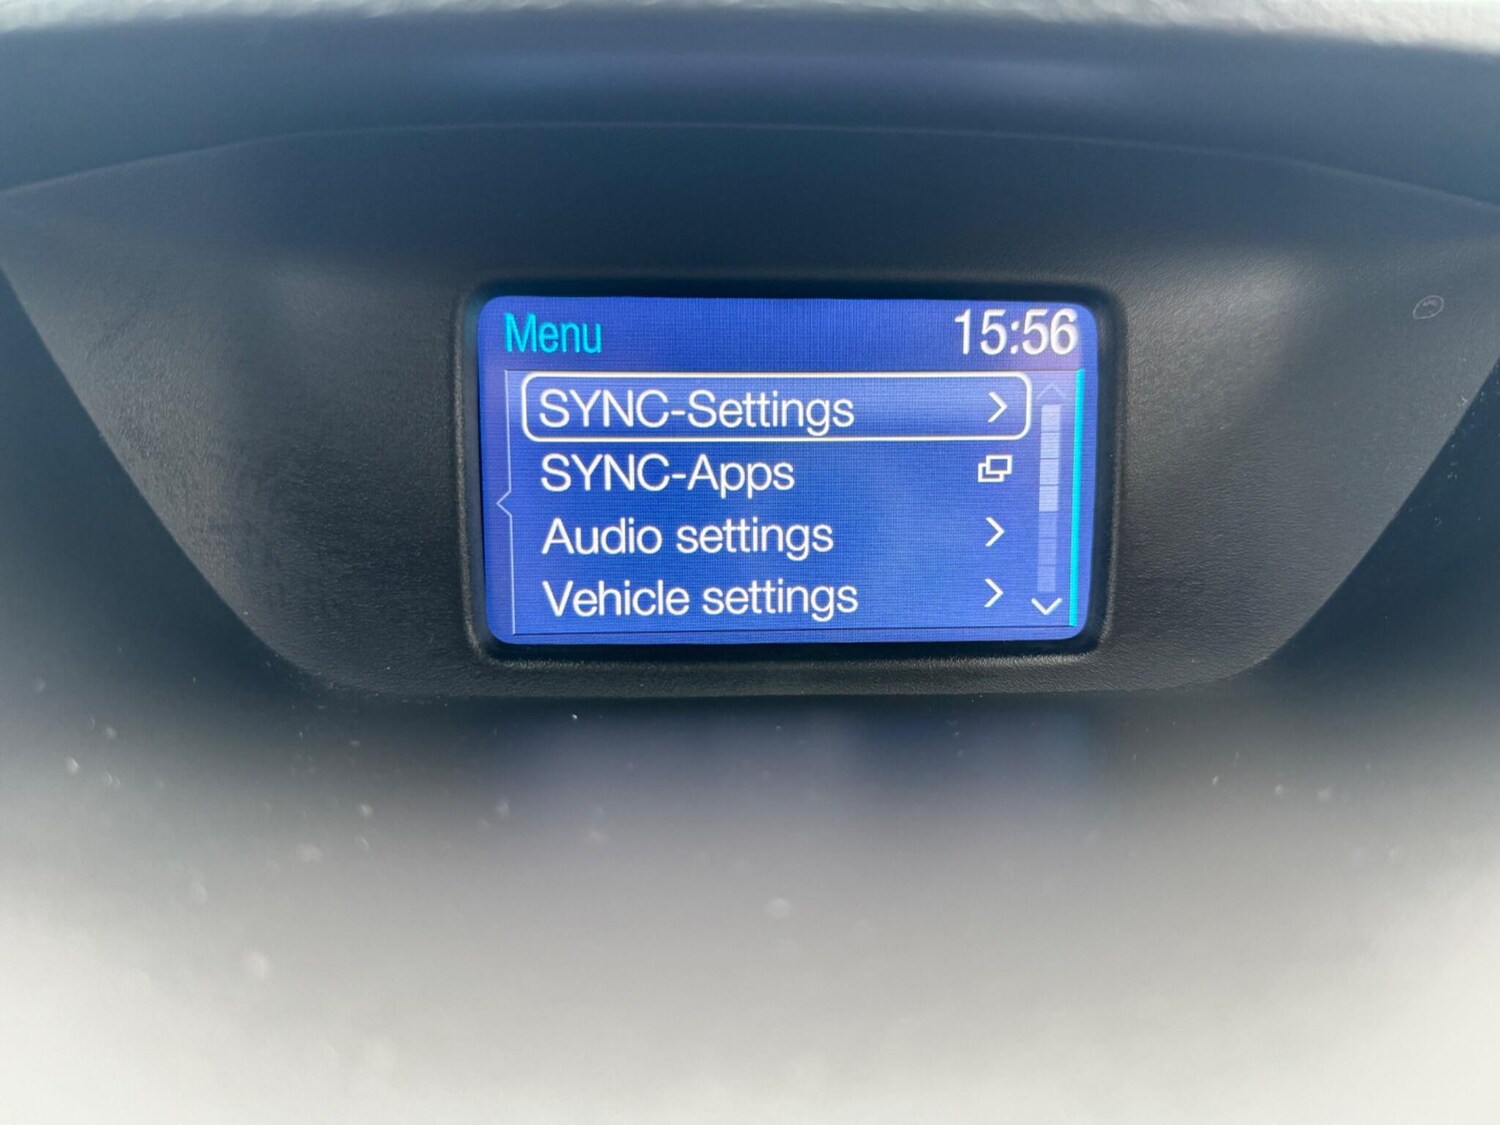 Menu 15:56
SYNC-Settings
SYNC-Apps
Audio settings
Vehicle settings